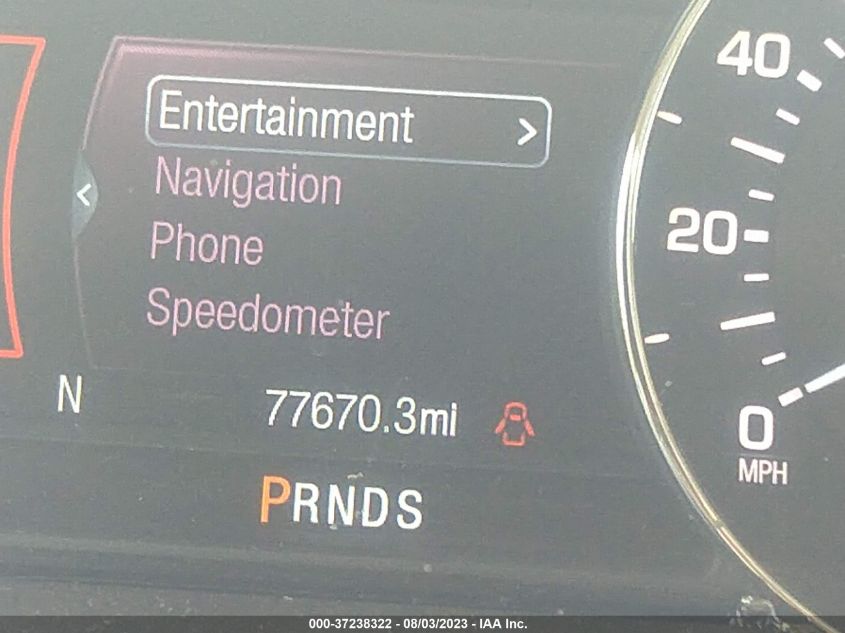 Entertainment >
Navigation
Phone
Speedometer
N 77670.3mi
PRNDS
40
20
0
MPH
000-37238322 - 08/03/2023 - IAA Inc.